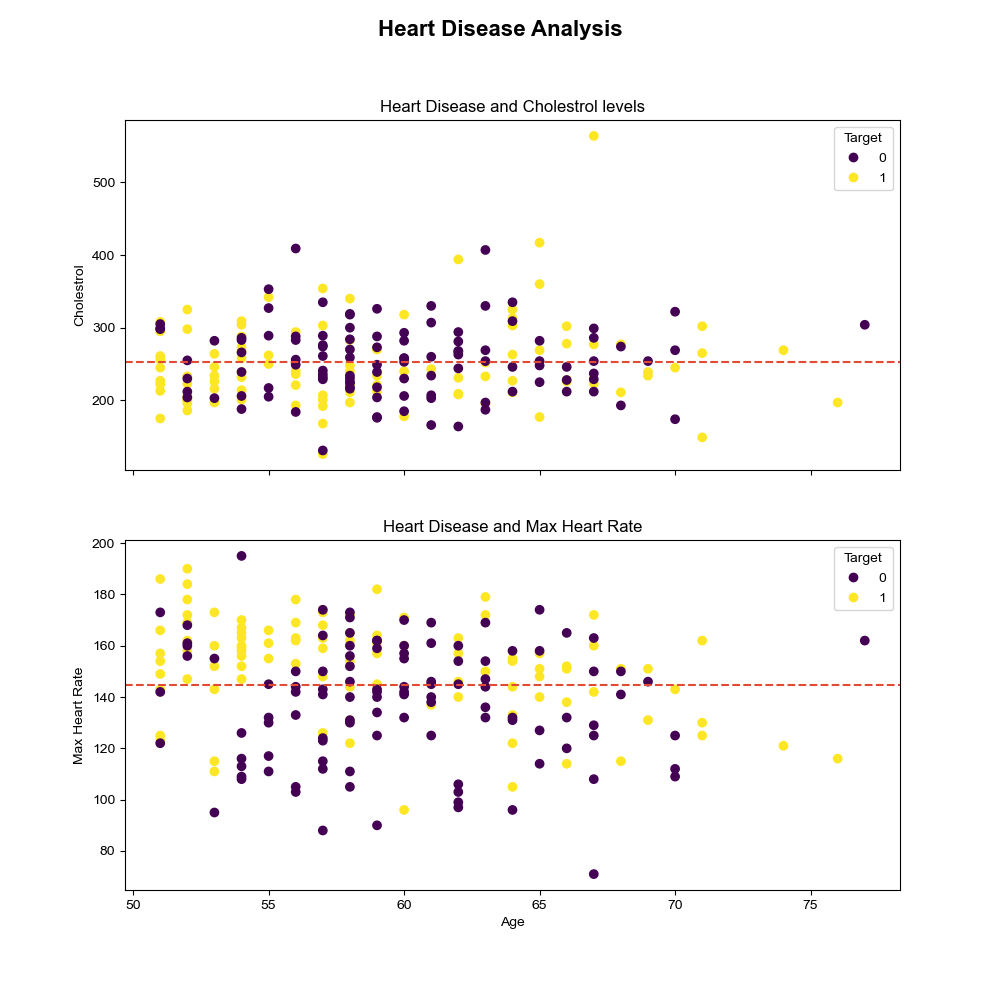 Heart Disease Analysis
Heart Disease and Cholestrol levels
Target
0
1
500
400
300
200
Cholestrol
Heart Disease and Max Heart Rate
Target
0
1
200
180
160
140
120
100
80
Max Heart Rate
50 55 60 65 70 75
Age